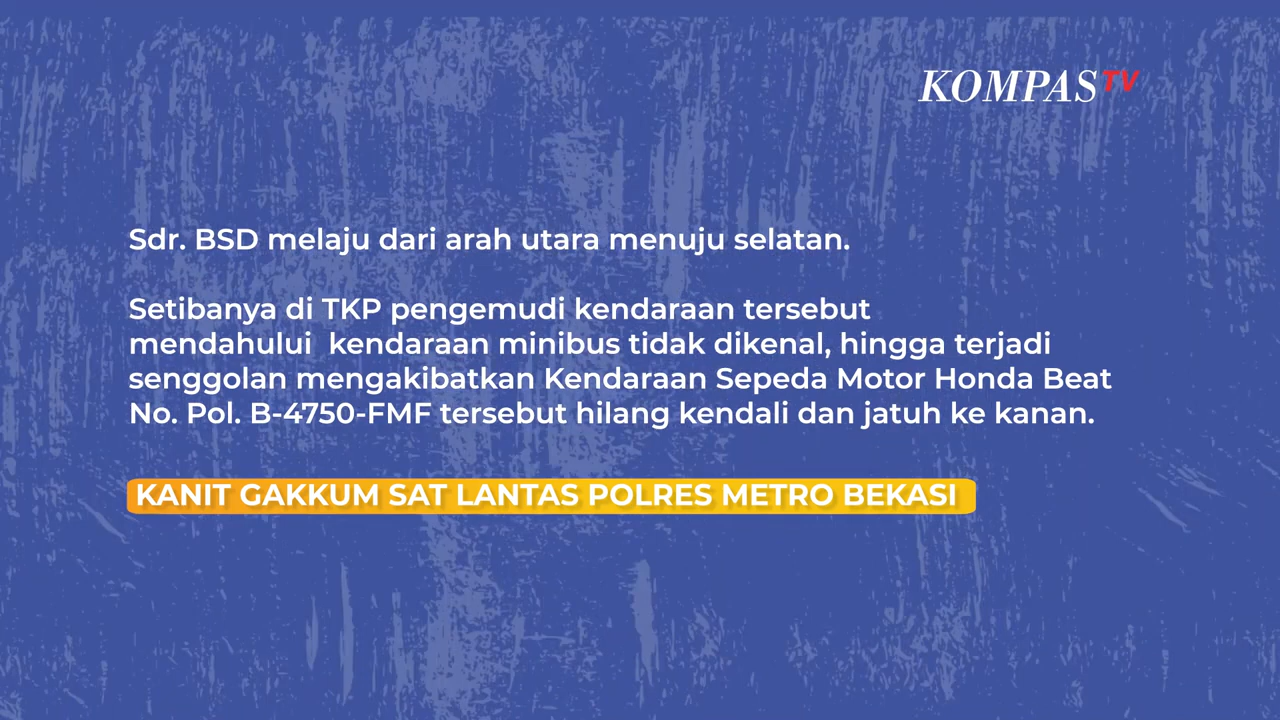 KOMPAS TV
Sdr. BSD melaju dari arah utara menuju selatan.
Setibanya di TKP pengemudi kendaraan tersebut
mendahului  kendaraan minibus tidak dikenal, hingga terjadi
senggolan mengakibatkan Kendaraan Sepeda Motor Honda Beat
No. Pol. B-4750-FMF tersebut hilang kendali dan jatuh ke kanan.
KANIT GAKKUM SAT LANTAS POLRES METRO BEKASI